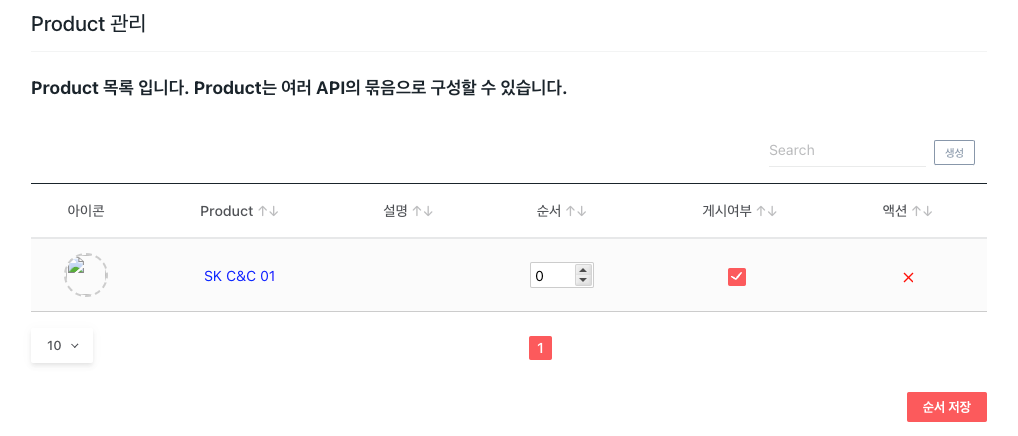 Product 관리
Product 목록 입니다. Product는 여러 API의 묶음으로 구성할 수 있습니다.
Search 생성
아이콘 Product ↑↓ 설명 ↑↓ 순서 ↑↓ 게시여부 ↑↓ 액션 ↑↓
SK C&C 01 0
10 1
순서 저장